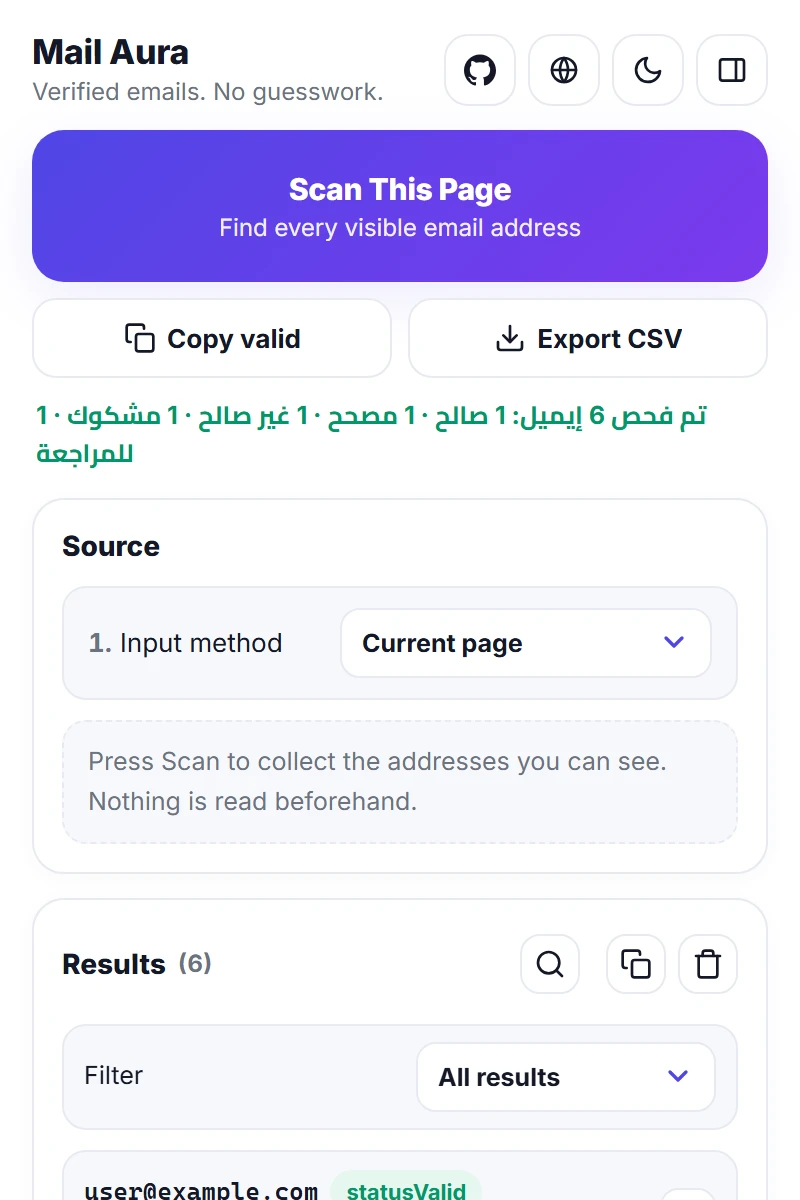 Mail Aura
Verified emails. No guesswork.
Scan This Page
Find every visible email address
Copy valid
Export CSV
تم فحص 6 إيميل: 1 صالح · 1 مصحح · 1 غير صالح · 1 مشكوك · 1
للمراجعة
Source
1. Input method
Current page
Press Scan to collect the addresses you can see.
Nothing is read beforehand.
Results (6)
Filter
All results
user@example.com statusValid